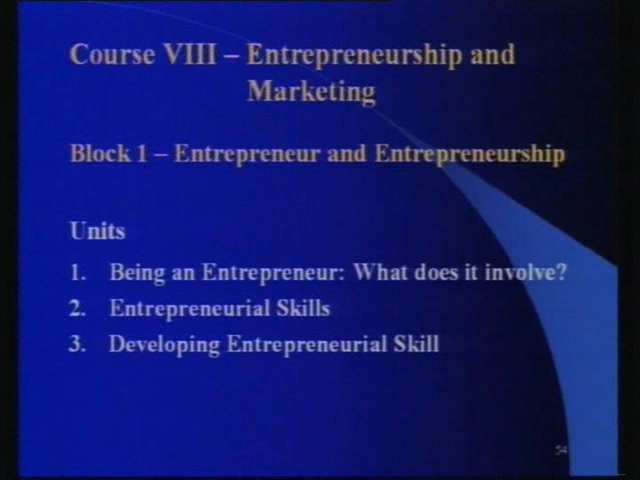 Course VIII – Entrepreneurship and
Marketing
Block 1 – Entrepreneur and Entrepreneurship
Units
1. Being an Entrepreneur: What does it involve?
2. Entrepreneurial Skills
3. Developing Entrepreneurial Skill
54